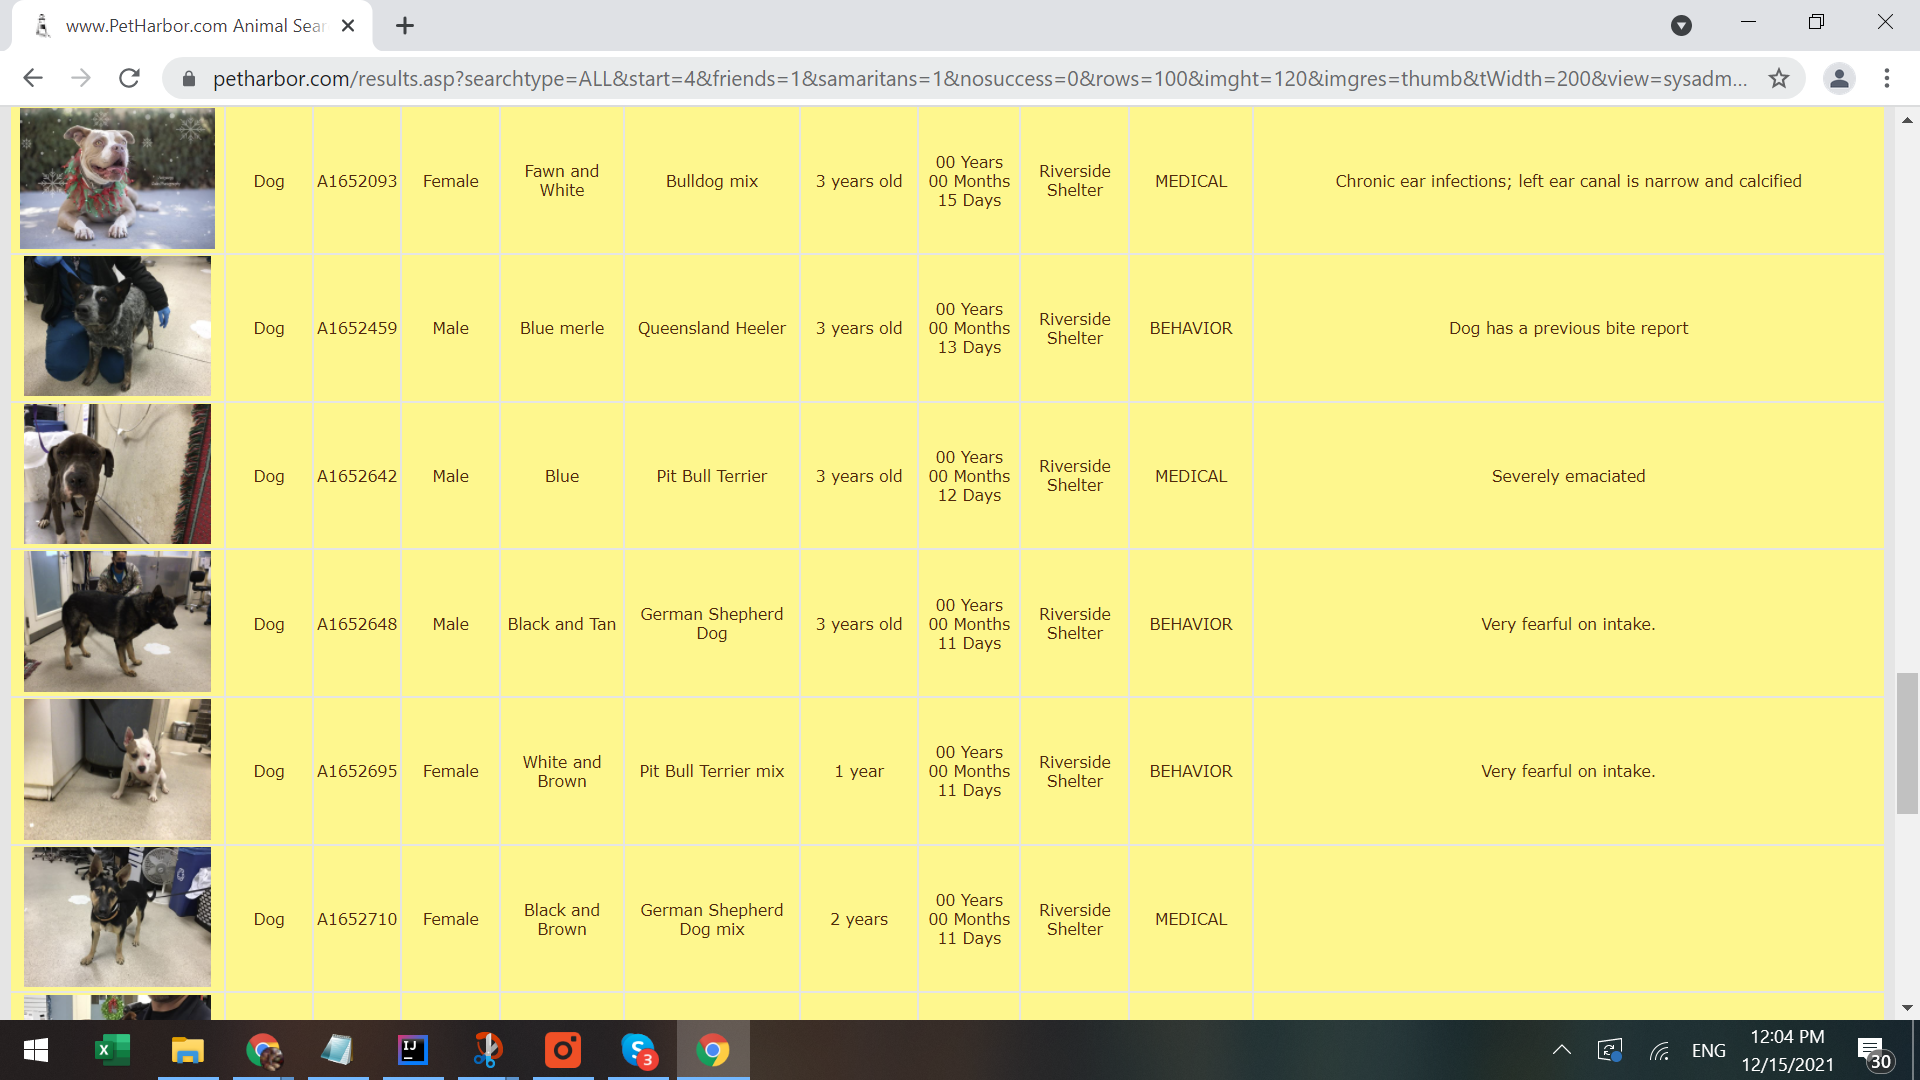 www.PetHarbor.com Animal Sear
petharbor.com/results.asp?searchtype=ALL&start=4&friends=1&samaritans=1&nosuccess=0&rows=100&imght=120&imgres=thumb&tWidth=200&view=sysadm...
Dog A1652093 Female Fawn and White Bulldog mix 3 years old 00 Years 00 Months 15 Days Riverside Shelter MEDICAL Chronic ear infections; left ear canal is narrow and calcified
Dog A1652459 Male Blue merle Queensland Heeler 3 years old 00 Years 00 Months 13 Days Riverside Shelter BEHAVIOR Dog has a previous bite report
Dog A1652642 Male Blue Pit Bull Terrier 3 years old 00 Years 00 Months 12 Days Riverside Shelter MEDICAL Severely emaciated
Dog A1652648 Male Black and Tan German Shepherd Dog 3 years old 00 Years 00 Months 11 Days Riverside Shelter BEHAVIOR Very fearful on intake.
Dog A1652695 Female White and Brown Pit Bull Terrier mix 1 year 00 Years 00 Months 11 Days Riverside Shelter BEHAVIOR Very fearful on intake.
Dog A1652710 Female Black and Brown German Shepherd Dog mix 2 years 00 Years 00 Months 11 Days Riverside Shelter MEDICAL
X IJ S 3 ENG 12:04 PM 30
12/15/2021